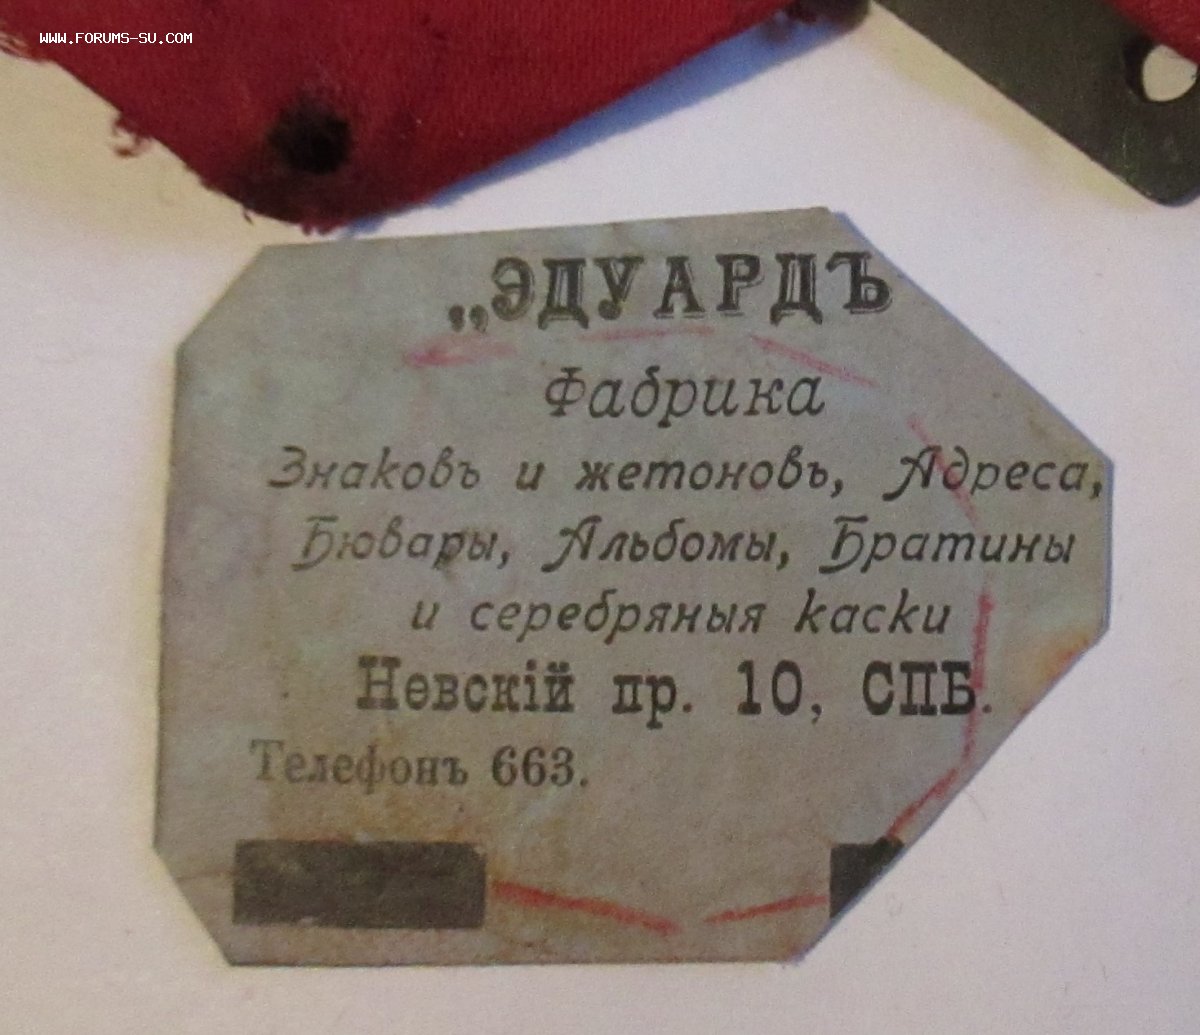 WWW.FORUMS-SU.COM
„ЭДУАРДЪ
Фабрика
Знаковъ и жетоновъ, Адреса,
Бювары, Альбомы, Братины
и серебряныя каски
Невскій пр. 10, СПБ.
Телефонъ 663.